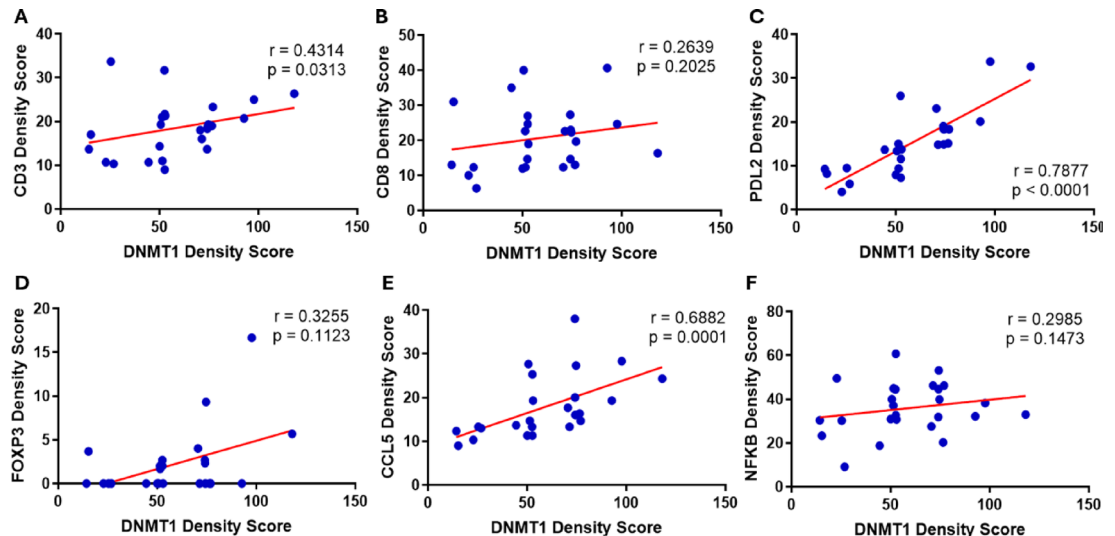 A
CD3 Density Score
40
30
20
10
0
r = 0.4314
p = 0.0313
0 50 100 150
DNMT1 Density Score
B
CD8 Density Score
50
40
30
20
10
0
r = 0.2639
p = 0.2025
0 50 100 150
DNMT1 Density Score
C
PDL2 Density Score
40
30
20
10
0
r = 0.7877
p < 0.0001
0 50 100 150
DNMT1 Density Score
D
FOXP3 Density Score
20
15
10
5
0
r = 0.3255
p = 0.1123
0 50 100 150
DNMT1 Density Score
E
CCL5 Density Score
40
30
20
10
0
r = 0.6882
p = 0.0001
0 50 100 150
DNMT1 Density Score
F
NFKB Density Score
80
60
40
20
0
r = 0.2985
p = 0.1473
0 50 100 150
DNMT1 Density Score